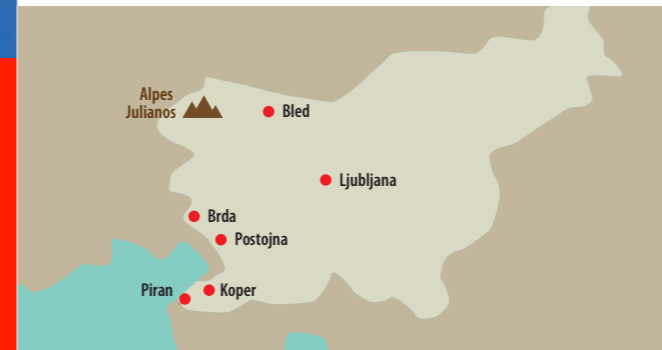 Alpes
Julianos
Bled
Ljubljana
Brda
Postojna
Piran
Koper